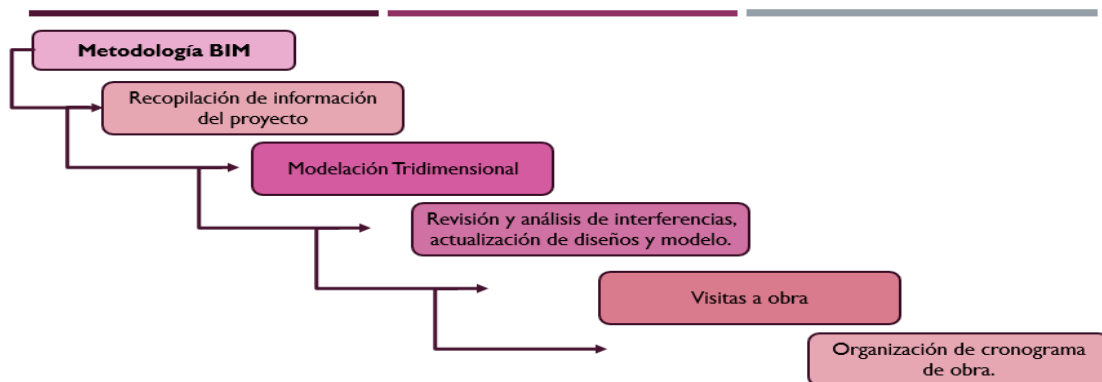 Metodología BIM
Recopilación de información
del proyecto
Modelación Tridimensional
Revisión y análisis de interferencias,
actualización de diseños y modelo.
Visitas a obra
Organización de cronograma
de obra.